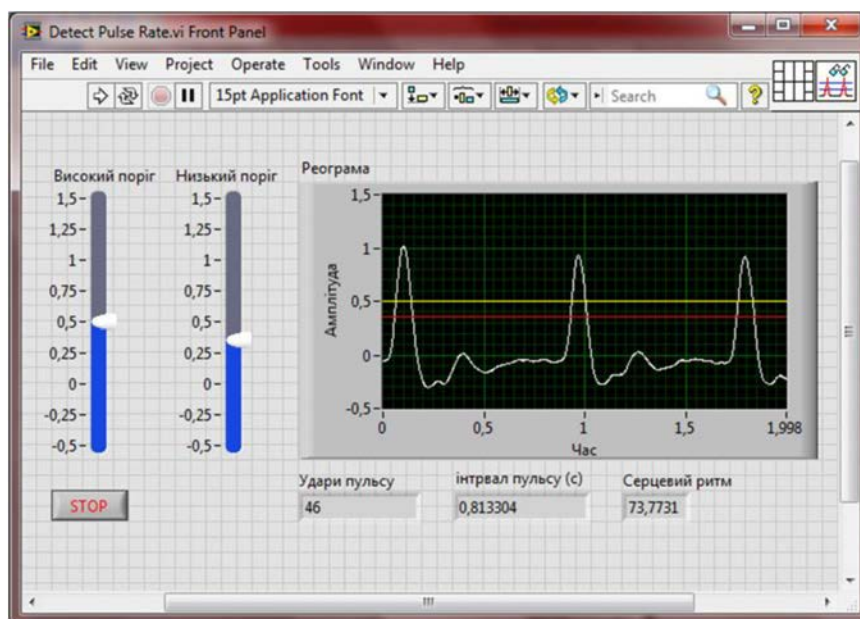 Detect Pulse Rate.vi Front Panel
File Edit View Project Operate Tools Window Help
15pt Application Font
Search
Високий поріг
1,5
1,25
1
0,75
0,5
0,25
0
-0,25
-0,5
Низький поріг
1,5
1,25
1
0,75
0,5
0,25
0
-0,25
-0,5
STOP
Реограма
Амплітуда
1,5
1
0,5
0
-0,5
0 0,5 1 1,5 1,998
Час
Удари пульсу
46
інтрвал пульсу (с)
0,813304
Серцевий ритм
73,7731